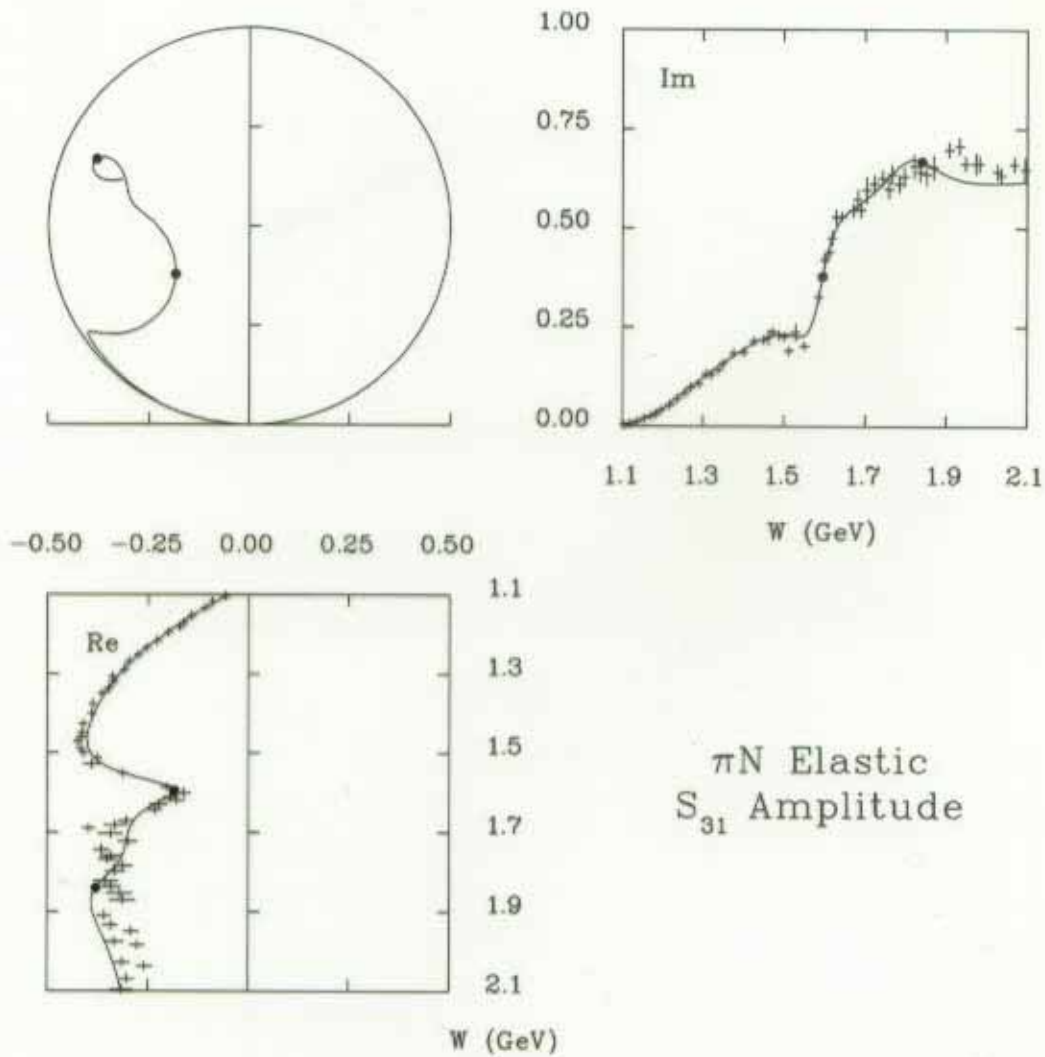 1.00
Im
0.75
0.50
0.25
0.00
1.1 1.3 1.5 1.7 1.9 2.1
W (GeV)
−0.50 −0.25 0.00 0.25 0.50
1.1
Re
1.3
1.5
1.7
1.9
2.1
W (GeV)
πN Elastic
S₃₁ Amplitude